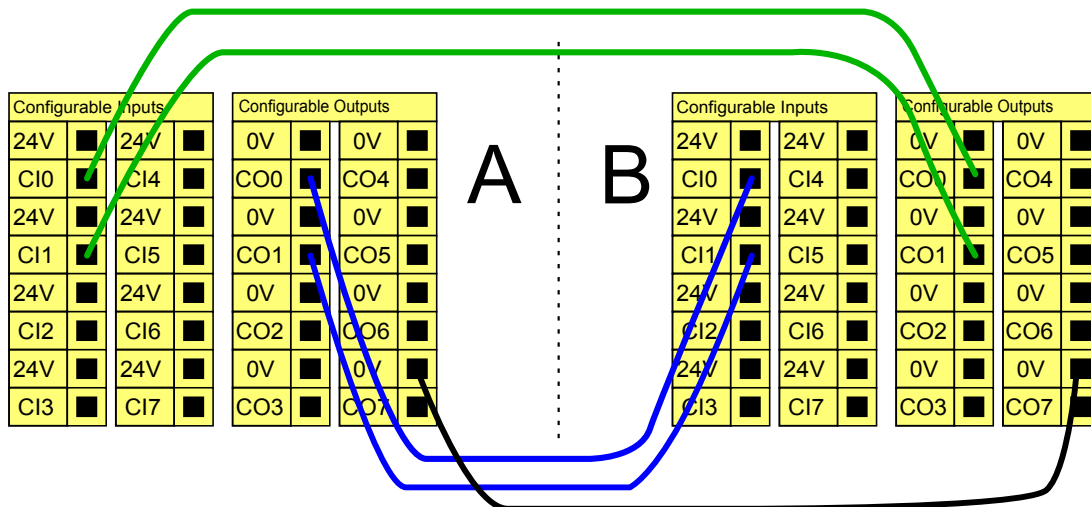 Configurable Inputs
24V 24V
CI0 CI4
24V 24V
CI1 CI5
24V 24V
CI2 CI6
24V 24V
CI3 CI7
Configurable Outputs
0V 0V
CO0 CO4
0V 0V
CO1 CO5
0V 0V
CO2 CO6
0V 0V
CO3 CO7
A
B
Configurable Inputs
24V 24V
CI0 CI4
24V 24V
CI1 CI5
24V 24V
CI2 CI6
24V 24V
CI3 CI7
Configurable Outputs
0V 0V
CO0 CO4
0V 0V
CO1 CO5
0V 0V
CO2 CO6
0V 0V
CO3 CO7